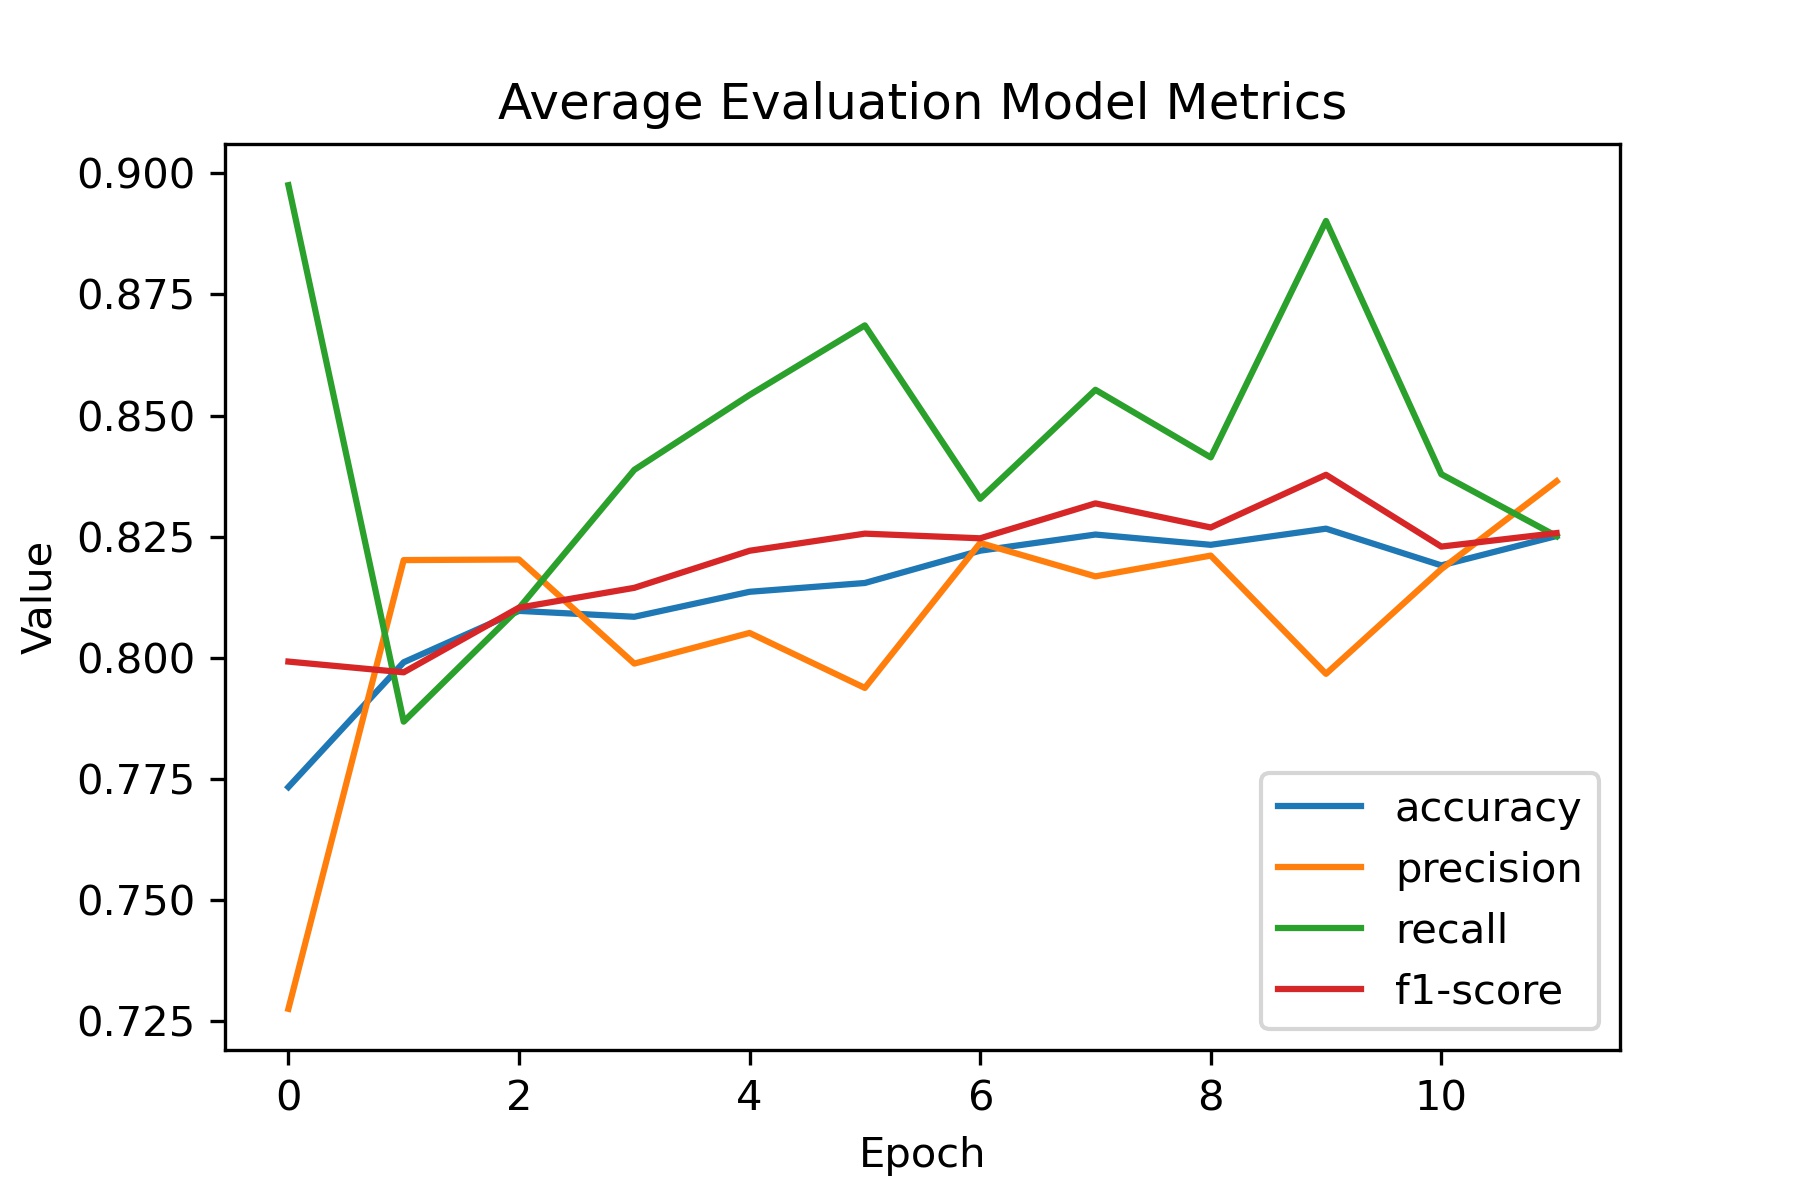 Average Evaluation Model Metrics
0.900
0.875
0.850
0.825
0.800
0.775
0.750
0.725
Value
accuracy
precision
recall
f1-score
0 2 4 6 8 10
Epoch